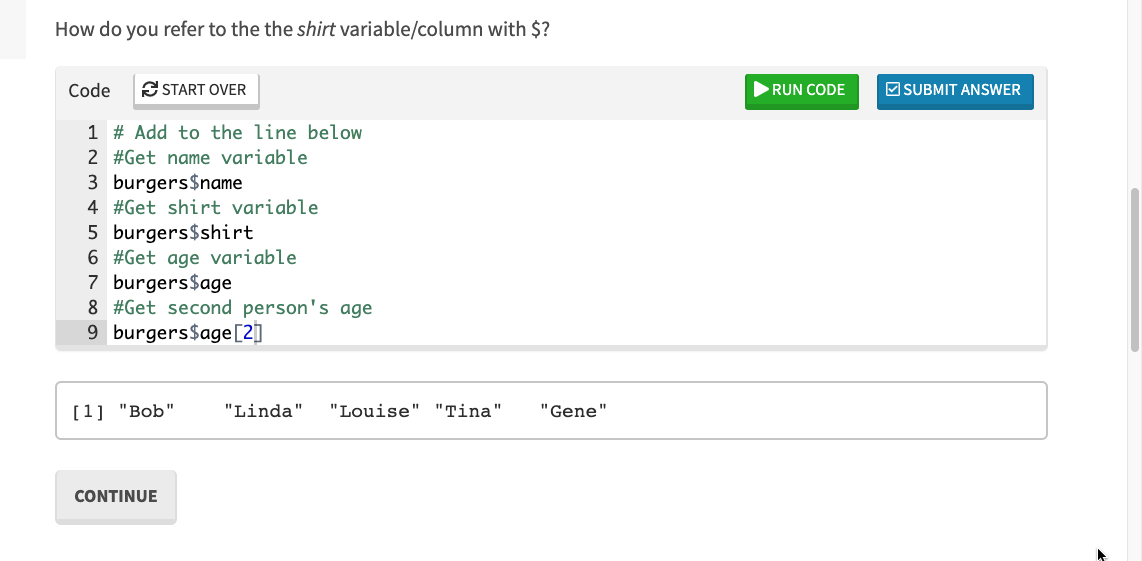 How do you refer to the the shirt variable/column with $?
Code START OVER RUN CODE SUBMIT ANSWER
1 # Add to the line below
2 #Get name variable
3 burgers$name
4 #Get shirt variable
5 burgers$shirt
6 #Get age variable
7 burgers$age
8 #Get second person's age
9 burgers$age[2]
[1] "Bob" "Linda" "Louise" "Tina" "Gene"
CONTINUE